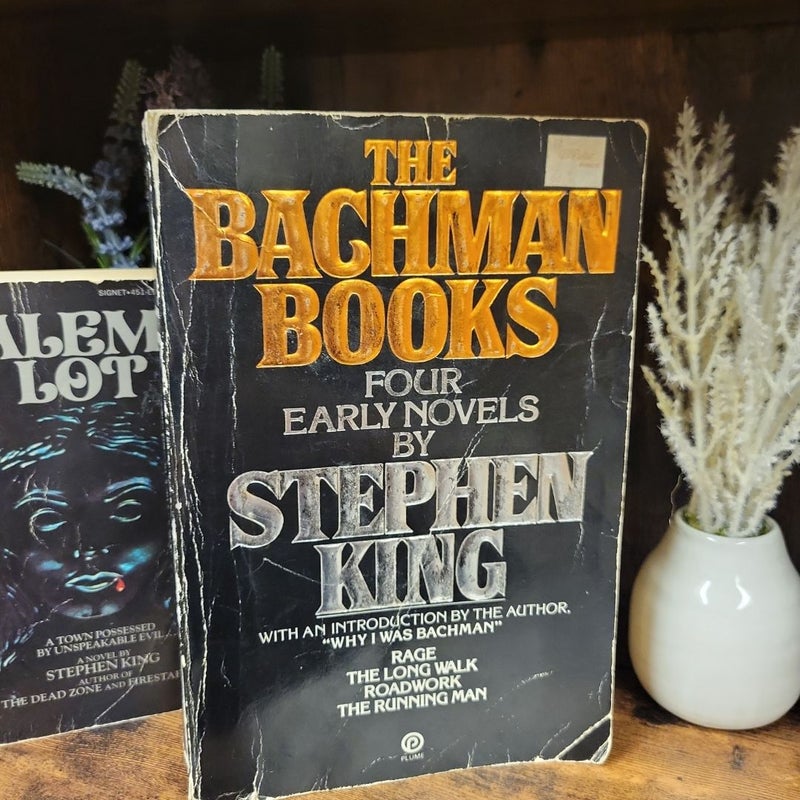 THE
BACHMAN
BOOKS
FOUR
EARLY NOVELS
BY
STEPHEN
KING
WITH AN INTRODUCTION BY THE AUTHOR,
"WHY I WAS BACHMAN"
RAGE
THE LONG WALK
ROADWORK
THE RUNNING MAN
PLUME
SIGNET•451-E
ALEM
LOT
A TOWN POSSESSED
BY UNSPEAKABLE EVIL...
A NOVEL BY
STEPHEN KING
AUTHOR OF
THE DEAD ZONE AND FIRESTAR